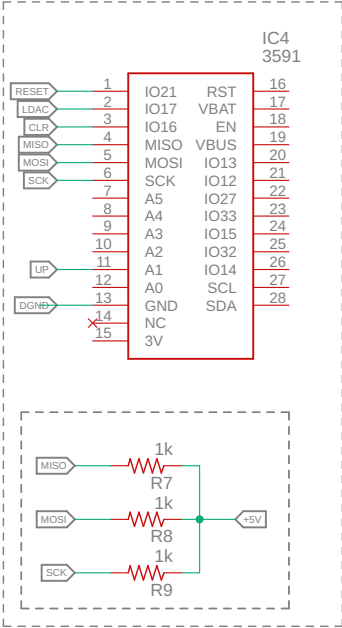 IC4
3591
RESET 1 IO21 RST 16
LDAC 2 IO17 VBAT 17
CLR 3 IO16 EN 18
MISO 4 MISO VBUS 19
MOSI 5 MOSI IO13 20
SCK 6 SCK IO12 21
7 A5 IO27 22
8 A4 IO33 23
9 A3 IO15 24
10 A2 IO32 25
UP 11 A1 IO14 26
12 A0 SCL 27
DGND 13 GND SDA 28
14 NC
15 3V
1k
MISO
R7
1k
MOSI +5V
R8
1k
SCK
R9